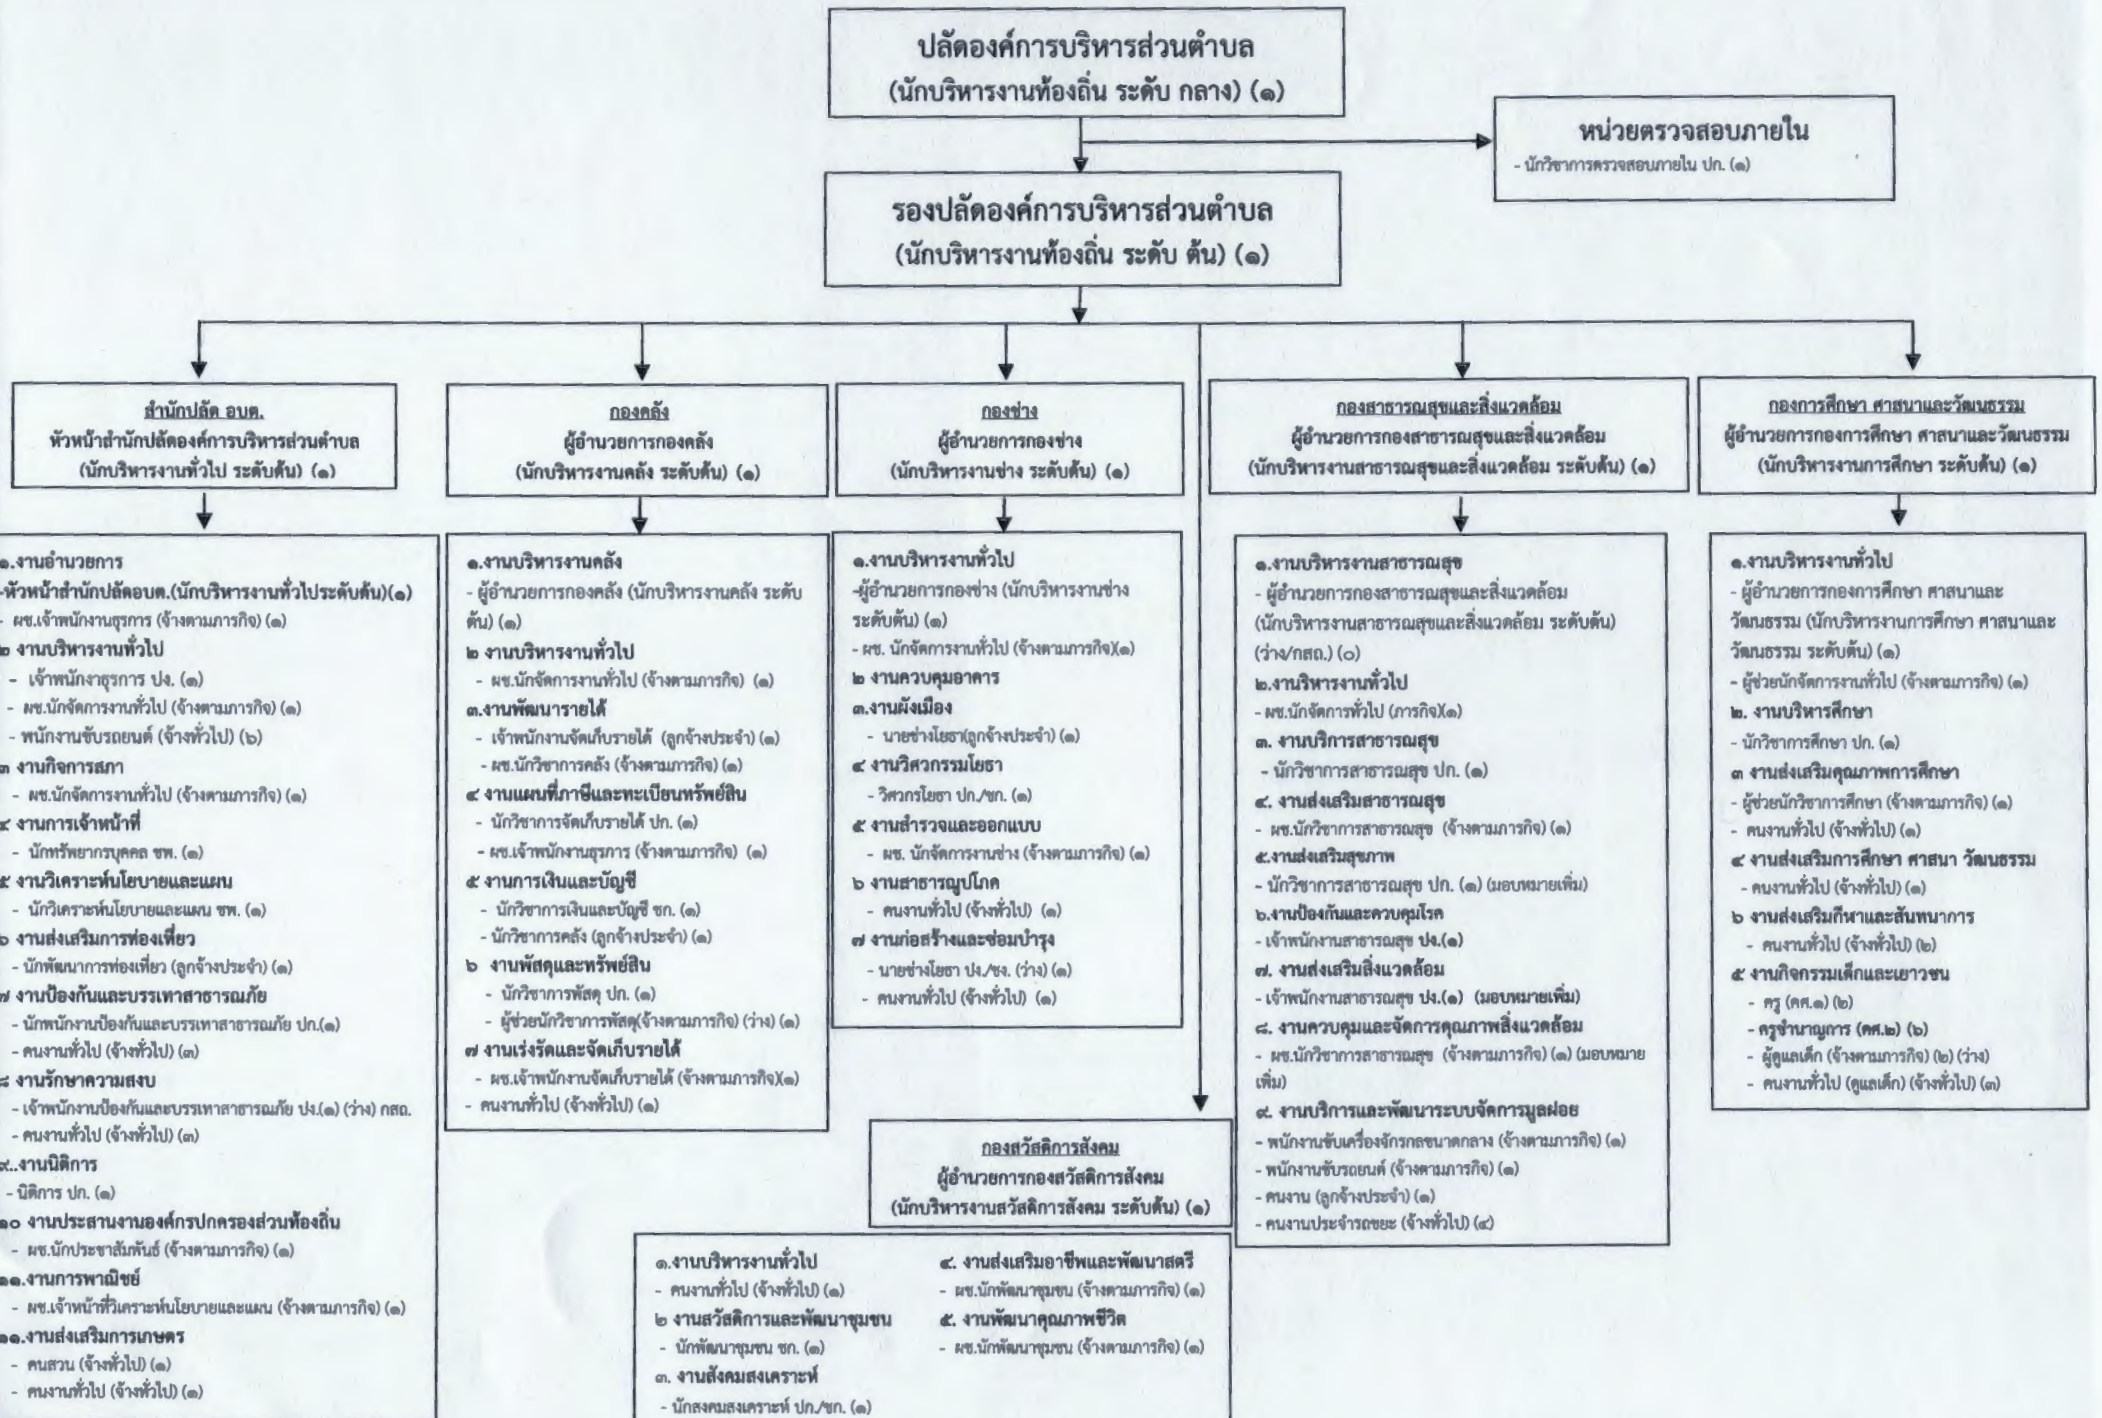 ปลัดองค์การบริหารส่วนตำบล
(นักบริหารงานท้องถิ่น ระดับ กลาง) (๑)
หน่วยตรวจสอบภายใน
- นักวิชาการตรวจสอบภายใน ปก. (๑)
รองปลัดองค์การบริหารส่วนตำบล
(นักบริหารงานท้องถิ่น ระดับ ต้น) (๑)
สำนักปลัด อบต.
หัวหน้าสำนักปลัดองค์การบริหารส่วนตำบล
(นักบริหารงานทั่วไป ระดับต้น) (๑)
๑.งานอำนวยการ
-หัวหน้าสำนักปลัดอบต.(นักบริหารงานทั่วไประดับต้น)(๑)
- ผช.เจ้าพนักงานธุรการ (จ้างตามภารกิจ) (๑)
๒ งานบริหารงานทั่วไป
- เจ้าพนักงาธุรการ ปง. (๑)
- ผช.นักจัดการงานทั่วไป (จ้างตามภารกิจ) (๑)
- พนักงานขับรถยนต์ (จ้างทั่วไป) (๖)
๓ งานกิจการสภา
- ผช.นักจัดการงานทั่วไป (จ้างตามภารกิจ) (๑)
๔ งานการเจ้าหน้าที่
- นักทรัพยากรบุคคล ชพ. (๑)
๕ งานวิเคราะห์นโยบายและแผน
- นักวิเคราะห์นโยบายและแผน ชพ. (๑)
๖ งานส่งเสริมการท่องเที่ยว
- นักพัฒนาการท่องเที่ยว (ลูกจ้างประจำ) (๑)
๗ งานป้องกันและบรรเทาสาธารณภัย
- นักพนักงานป้องกันและบรรเทาสาธารณภัย ปก.(๑)
- คนงานทั่วไป (จ้างทั่วไป) (๓)
๘ งานรักษาความสงบ
- เจ้าพนักงานป้องกันและบรรเทาสาธารณภัย ปง.(๑) (ว่าง) กสถ.
- คนงานทั่วไป (จ้างทั่วไป) (๓)
๙..งานนิติการ
- นิติการ ปก. (๑)
๑๐ งานประสานงานองค์กรปกครองส่วนท้องถิ่น
- ผช.นักประชาสัมพันธ์ (จ้างตามภารกิจ) (๑)
๑๑.งานการพาณิชย์
- ผช.เจ้าหน้าที่วิเคราะห์นโยบายและแผน (จ้างตามภารกิจ) (๑)
๑๑.งานส่งเสริมการเกษตร
- คนสวน (จ้างทั่วไป) (๑)
- คนงานทั่วไป (จ้างทั่วไป) (๑)
กองคลัง
ผู้อำนวยการกองคลัง
(นักบริหารงานคลัง ระดับต้น) (๑)
๑.งานบริหารงานคลัง
- ผู้อำนวยการกองคลัง (นักบริหารงานคลัง ระดับ
ต้น) (๑)
๒ งานบริหารงานทั่วไป
- ผช.นักจัดการงานทั่วไป (จ้างตามภารกิจ) (๑)
๓.งานพัฒนารายได้
- เจ้าพนักงานจัดเก็บรายได้ (ลูกจ้างประจำ) (๑)
- ผช.นักวิชาการคลัง (จ้างตามภารกิจ) (๑)
๔ งานแผนที่ภาษีและทะเบียนทรัพย์สิน
- นักวิชาการจัดเก็บรายได้ ปก. (๑)
- ผช.เจ้าพนักงานธุรการ (จ้างตามภารกิจ) (๑)
๕ งานการเงินและบัญชี
- นักวิชาการเงินและบัญชี ชก. (๑)
- นักวิชาการคลัง (ลูกจ้างประจำ) (๑)
๖ งานพัสดุและทรัพย์สิน
- นักวิชาการพัสดุ ปก. (๑)
- ผู้ช่วยนักวิชาการพัสดุ(จ้างตามภารกิจ) (ว่าง) (๑)
๗ งานเร่งรัดและจัดเก็บรายได้
- ผช.เจ้าพนักงานจัดเก็บรายได้ (จ้างตามภารกิจ)(๑)
- คนงานทั่วไป (จ้างทั่วไป) (๑)
กองช่าง
ผู้อำนวยการกองช่าง
(นักบริหารงานช่าง ระดับต้น) (๑)
๑.งานบริหารงานทั่วไป
-ผู้อำนวยการกองช่าง (นักบริหารงานช่าง
ระดับต้น) (๑)
- ผช. นักจัดการงานทั่วไป (จ้างตามภารกิจ)(๑)
๒ งานควบคุมอาคาร
๓.งานผังเมือง
- นายช่างโยธา(ลูกจ้างประจำ) (๑)
๔ งานวิศวกรรมโยธา
- วิศวกรโยธา ปก./ชก. (๑)
๕ งานสำรวจและออกแบบ
- ผช. นักจัดการงานช่าง (จ้างตามภารกิจ) (๑)
๖ งานสาธารณูปโภค
- คนงานทั่วไป (จ้างทั่วไป) (๑)
๗ งานก่อสร้างและซ่อมบำรุง
- นายช่างโยธา ปง./ชง. (ว่าง) (๑)
- คนงานทั่วไป (จ้างทั่วไป) (๑)
กองสวัสดิการสังคม
ผู้อำนวยการกองสวัสดิการสังคม
(นักบริหารงานสวัสดิการสังคม ระดับต้น) (๑)
๑.งานบริหารงานทั่วไป
- คนงานทั่วไป (จ้างทั่วไป) (๑)
๒ งานสวัสดิการและพัฒนาชุมชน
- นักพัฒนาชุมชน ชก. (๑)
๓. งานสังคมสงเคราะห์
- นักสงคมสงเคราะห์ ปก./ชก. (๑)
๔. งานส่งเสริมอาชีพและพัฒนาสตรี
- ผช.นักพัฒนาชุมชน (จ้างตามภารกิจ) (๑)
๕. งานพัฒนาคุณภาพชีวิต
- ผช.นักพัฒนาชุมชน (จ้างตามภารกิจ) (๑)
กองสาธารณสุขและสิ่งแวดล้อม
ผู้อำนวยการกองสาธารณสุขและสิ่งแวดล้อม
(นักบริหารงานสาธารณสุขและสิ่งแวดล้อม ระดับต้น) (๑)
๑.งานบริหารงานสาธารณสุข
- ผู้อำนวยการกองสาธารณสุขและสิ่งแวดล้อม
(นักบริหารงานสาธารณสุขและสิ่งแวดล้อม ระดับต้น)
(ว่าง/กสถ.) (๐)
๒.งานริหารงานทั่วไป
- ผช.นักจัดการทั่วไป (ภารกิจ)(๑)
๓. งานบริการสาธารณสุข
- นักวิชาการสาธารณสุข ปก. (๑)
๔. งานส่งเสริมสาธารณสุข
- ผช.นักวิชาการสาธารณสุข (จ้างตามภารกิจ) (๑)
๕.งานส่งเสริมสุขภาพ
- นักวิชาการสาธารณสุข ปก. (๑) (มอบหมายเพิ่ม)
๖.งานป้องกันและควบคุมโรค
- เจ้าพนักงานสาธารณสุข ปง.(๑)
๗. งานส่งเสริมสิ่งแวดล้อม
- เจ้าพนักงานสาธารณสุข ปง.(๑) (มอบหมายเพิ่ม)
๘. งานควบคุมและจัดการคุณภาพสิ่งแวดล้อม
- ผช.นักวิชาการสาธารณสุข (จ้างตามภารกิจ) (๑) (มอบหมาย
เพิ่ม)
๙. งานบริการและพัฒนาระบบจัดการมูลฝอย
- พนักงานขับเครื่องจักรกลขนาดกลาง (จ้างตามภารกิจ) (๑)
- พนักงานขับรถยนต์ (จ้างตามภารกิจ) (๑)
- คนงาน (ลูกจ้างประจำ) (๑)
- คนงานประจำรถขยะ (จ้างทั่วไป) (๔)
กองการศึกษา ศาสนาและวัฒนธรรม
ผู้อำนวยการกองการศึกษา ศาสนาและวัฒนธรรม
(นักบริหารงานการศึกษา ระดับต้น) (๑)
๑.งานบริหารงานทั่วไป
- ผู้อำนวยการกองการศึกษา ศาสนาและ
วัฒนธรรม (นักบริหารงานการศึกษา ศาสนาและ
วัฒนธรรม ระดับต้น) (๑)
- ผู้ช่วยนักจัดการงานทั่วไป (จ้างตามภารกิจ) (๑)
๒. งานบริหารศึกษา
- นักวิชาการศึกษา ปก. (๑)
๓ งานส่งเสริมคุณภาพการศึกษา
- ผู้ช่วยนักวิชาการศึกษา (จ้างตามภารกิจ) (๑)
- คนงานทั่วไป (จ้างทั่วไป) (๑)
๔ งานส่งเสริมการศึกษา ศาสนา วัฒนธรรม
- คนงานทั่วไป (จ้างทั่วไป) (๑)
๖ งานส่งเสริมกีฬาและสันทนาการ
- คนงานทั่วไป (จ้างทั่วไป) (๒)
๕ งานกิจกรรมเด็กและเยาวชน
- ครู (คศ.๑) (๒)
- ครูชำนาญการ (คศ.๒) (๖)
- ผู้ดูแลเด็ก (จ้างตามภารกิจ) (๒) (ว่าง)
- คนงานทั่วไป (ดูแลเด็ก) (จ้างทั่วไป) (๓)